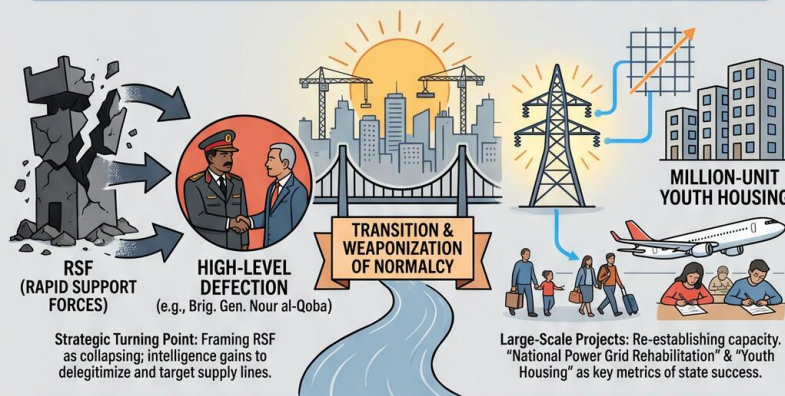 RSF
(RAPID SUPPORT
FORCES)
Strategic Turning Point: Framing RSF
as collapsing; intelligence gains to
delegitimize and target supply lines.
HIGH-LEVEL
DEFECTION
(e.g., Brig. Gen. Nour al-Qoba)
TRANSITION &
WEAPONIZATION
OF NORMALCY
MILLION-UNIT
YOUTH HOUSING
Large-Scale Projects: Re-establishing capacity.
"National Power Grid Rehabilitation" & "Youth
Housing" as key metrics of state success.